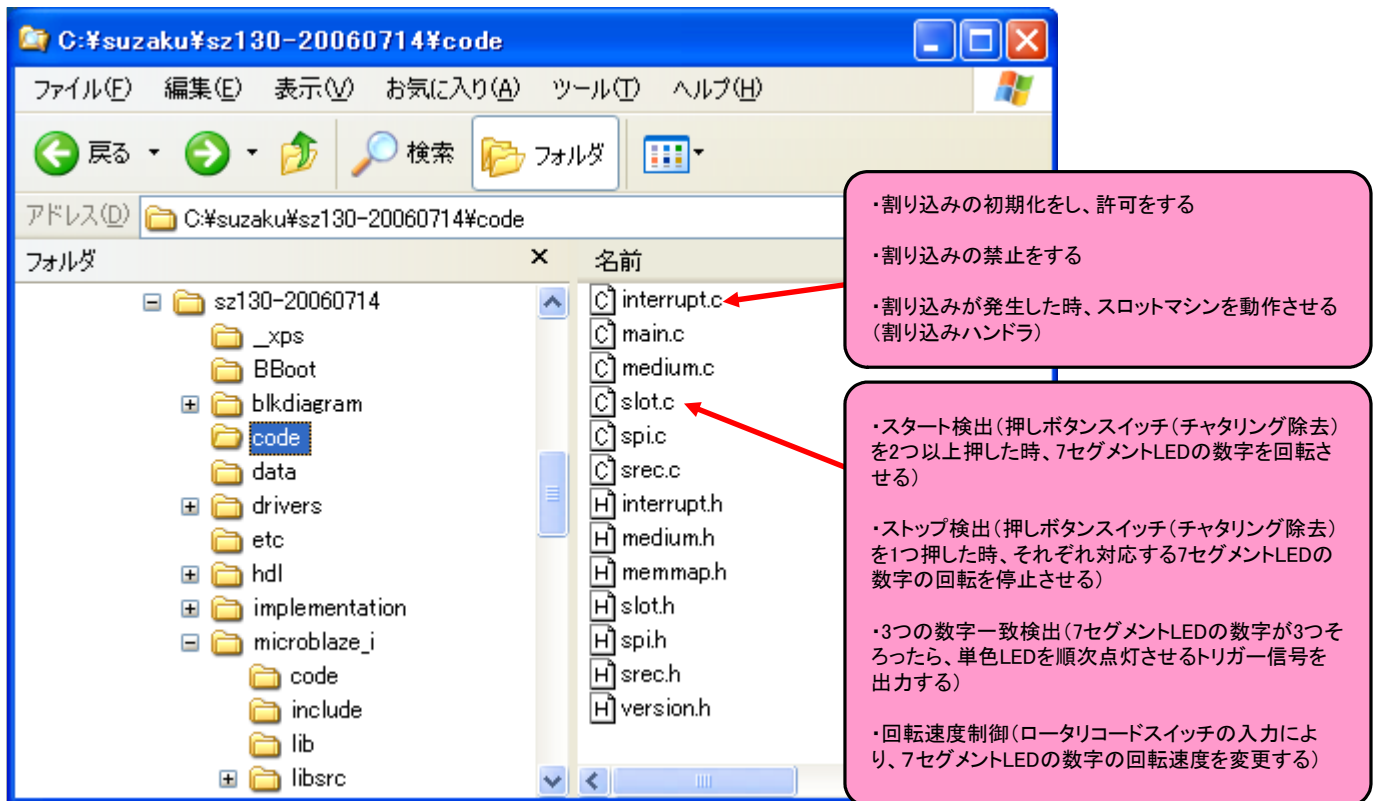 C:¥suzaku¥sz130-20060714¥code
ファイル(F) 編集(E) 表示(V) お気に入り(A) ツール(T) ヘルプ(H)
戻る 検索 フォルダ
アドレス(D) C:¥suzaku¥sz130-20060714¥code
フォルダ × 名前
sz130-20060714
_xps
BBoot
blkdiagram
code
data
drivers
etc
hdl
implementation
microblaze_i
code
include
lib
libsrc
interrupt.c
main.c
medium.c
slot.c
spi.c
srec.c
interrupt.h
medium.h
memmap.h
slot.h
spi.h
srec.h
version.h
・割り込みの初期化をし、許可をする
・割り込みの禁止をする
・割り込みが発生した時、スロットマシンを動作させる
(割り込みハンドラ)
・スタート検出(押しボタンスイッチ(チャタリング除去)
を2つ以上押した時、7セグメントLEDの数字を回転さ
せる)
・ストップ検出(押しボタンスイッチ(チャタリング除去)
を1つ押した時、それぞれ対応する7セグメントLEDの
数字の回転を停止させる)
・3つの数字一致検出(7セグメントLEDの数字が3つそ
ろったら、単色LEDを順次点灯させるトリガー信号を
出力する)
・回転速度制御(ロータリコードスイッチの入力によ
り、7セグメントLEDの数字の回転速度を変更する)